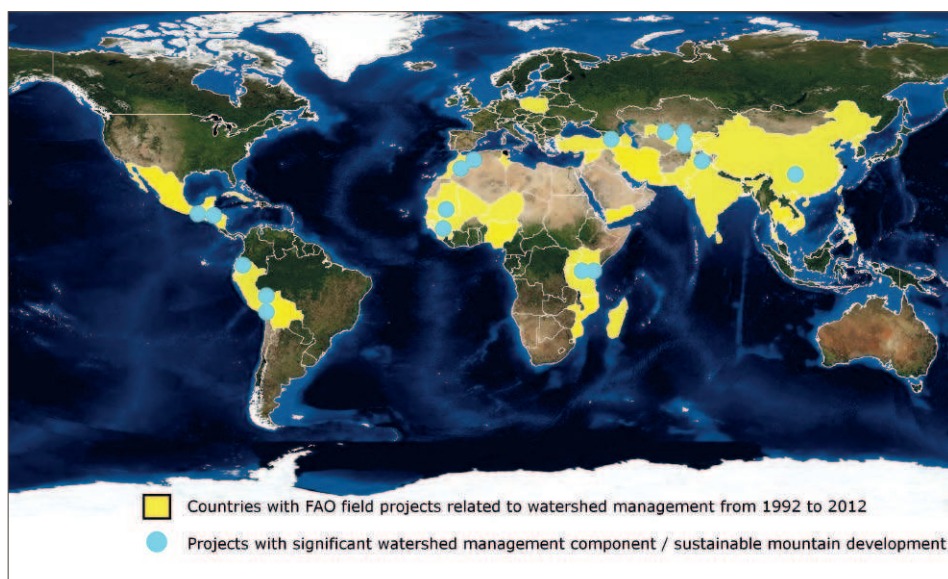 Countries with FAO field projects related to watershed management from 1992 to 2012
Projects with significant watershed management component / sustainable mountain development